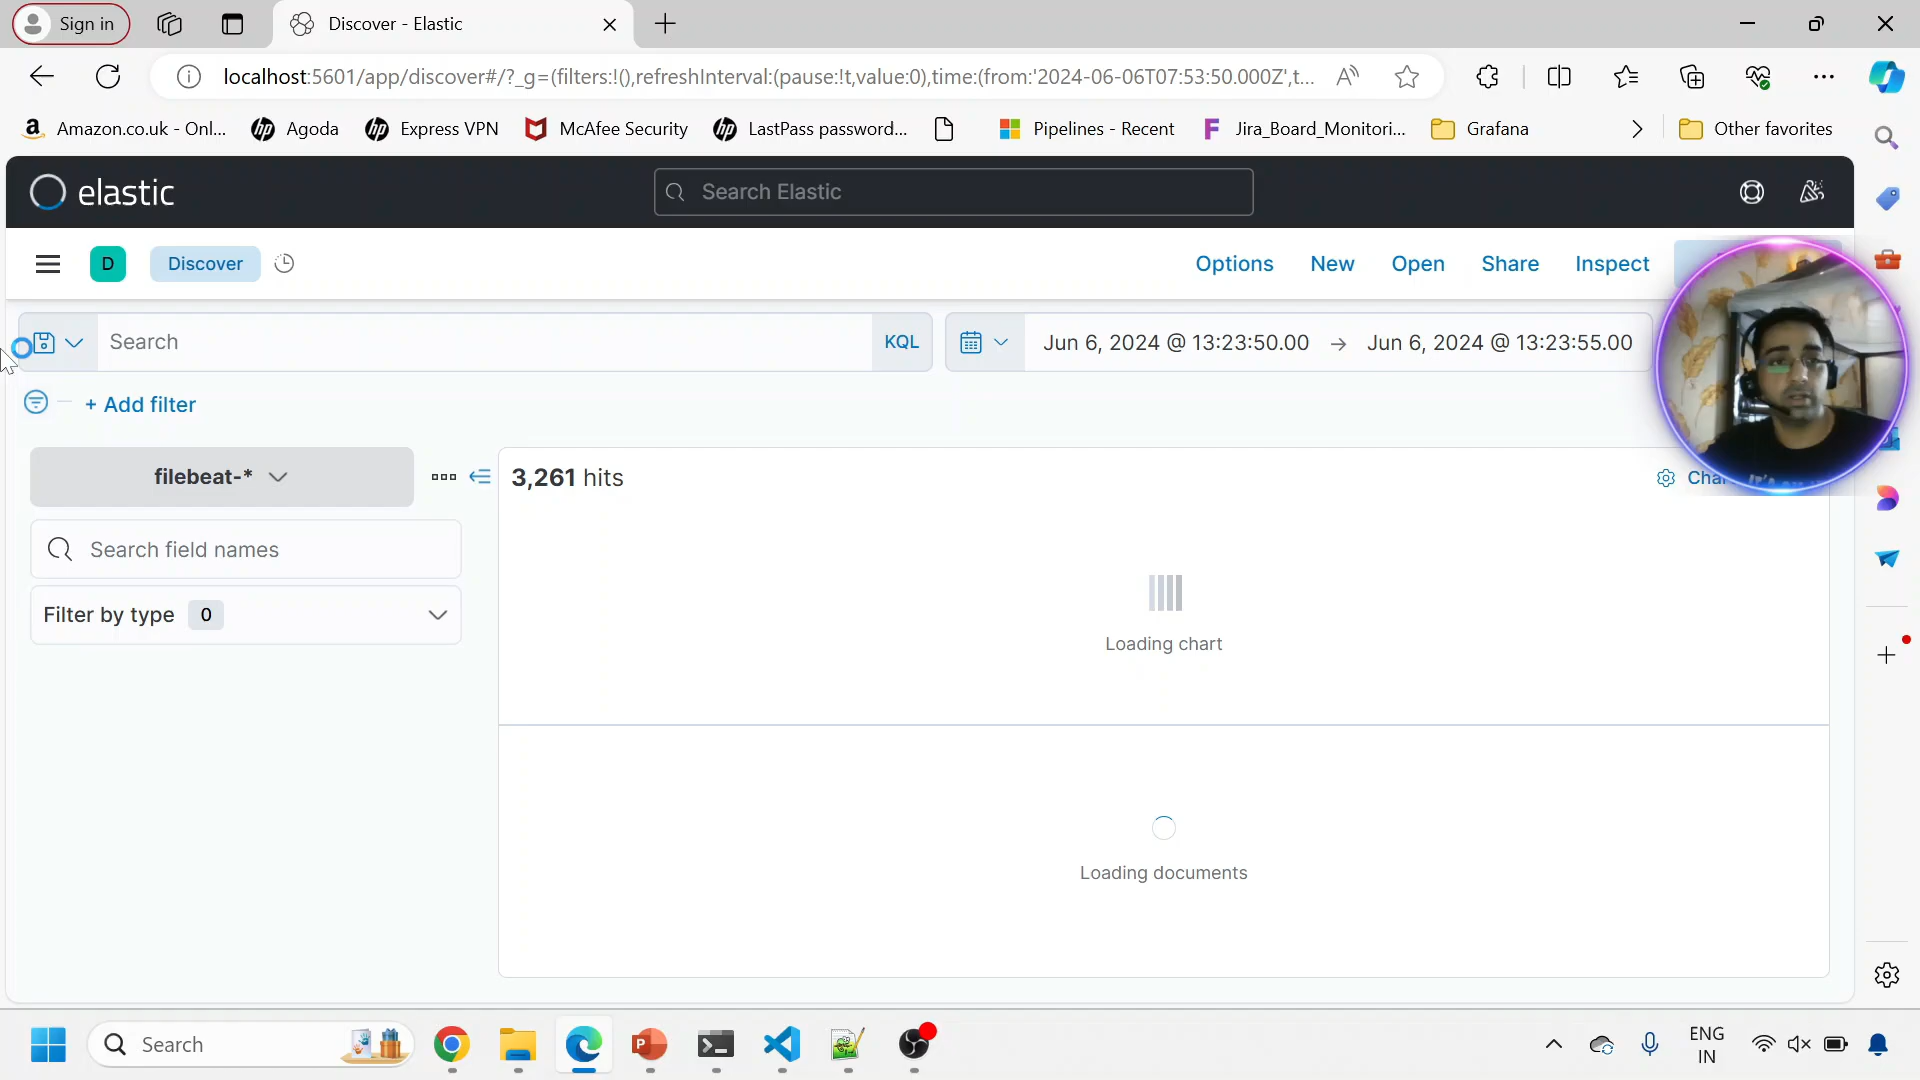 Sign in
Discover - Elastic
localhost:5601/app/discover#/?_g=(filters:!(),refreshInterval:(pause:!t,value:0),time:(from:'2024-06-06T07:53:50.000Z',t...
Amazon.co.uk - Onl...
Agoda
Express VPN
McAfee Security
LastPass password...
Pipelines - Recent
Jira_Board_Monitori...
Grafana
Other favorites
elastic
Search Elastic
D
Discover
Options
New
Open
Share
Inspect
Search
KQL
Jun 6, 2024 @ 13:23:50.00 → Jun 6, 2024 @ 13:23:55.00
+ Add filter
filebeat-*
3,261 hits
Search field names
Filter by type 0
Loading chart
Loading documents
Search
ENG
IN